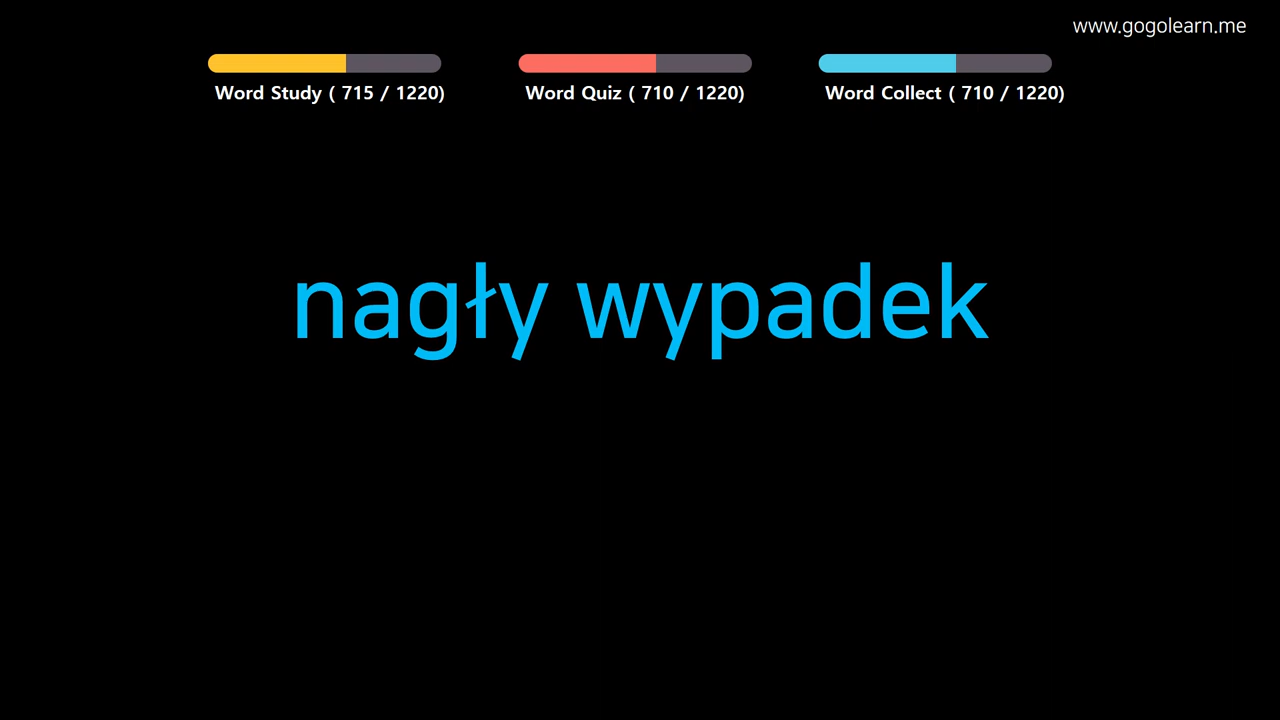 www.gogolearn.me
Word Study ( 715 / 1220)
Word Quiz ( 710 / 1220)
Word Collect ( 710 / 1220)
nagły wypadek